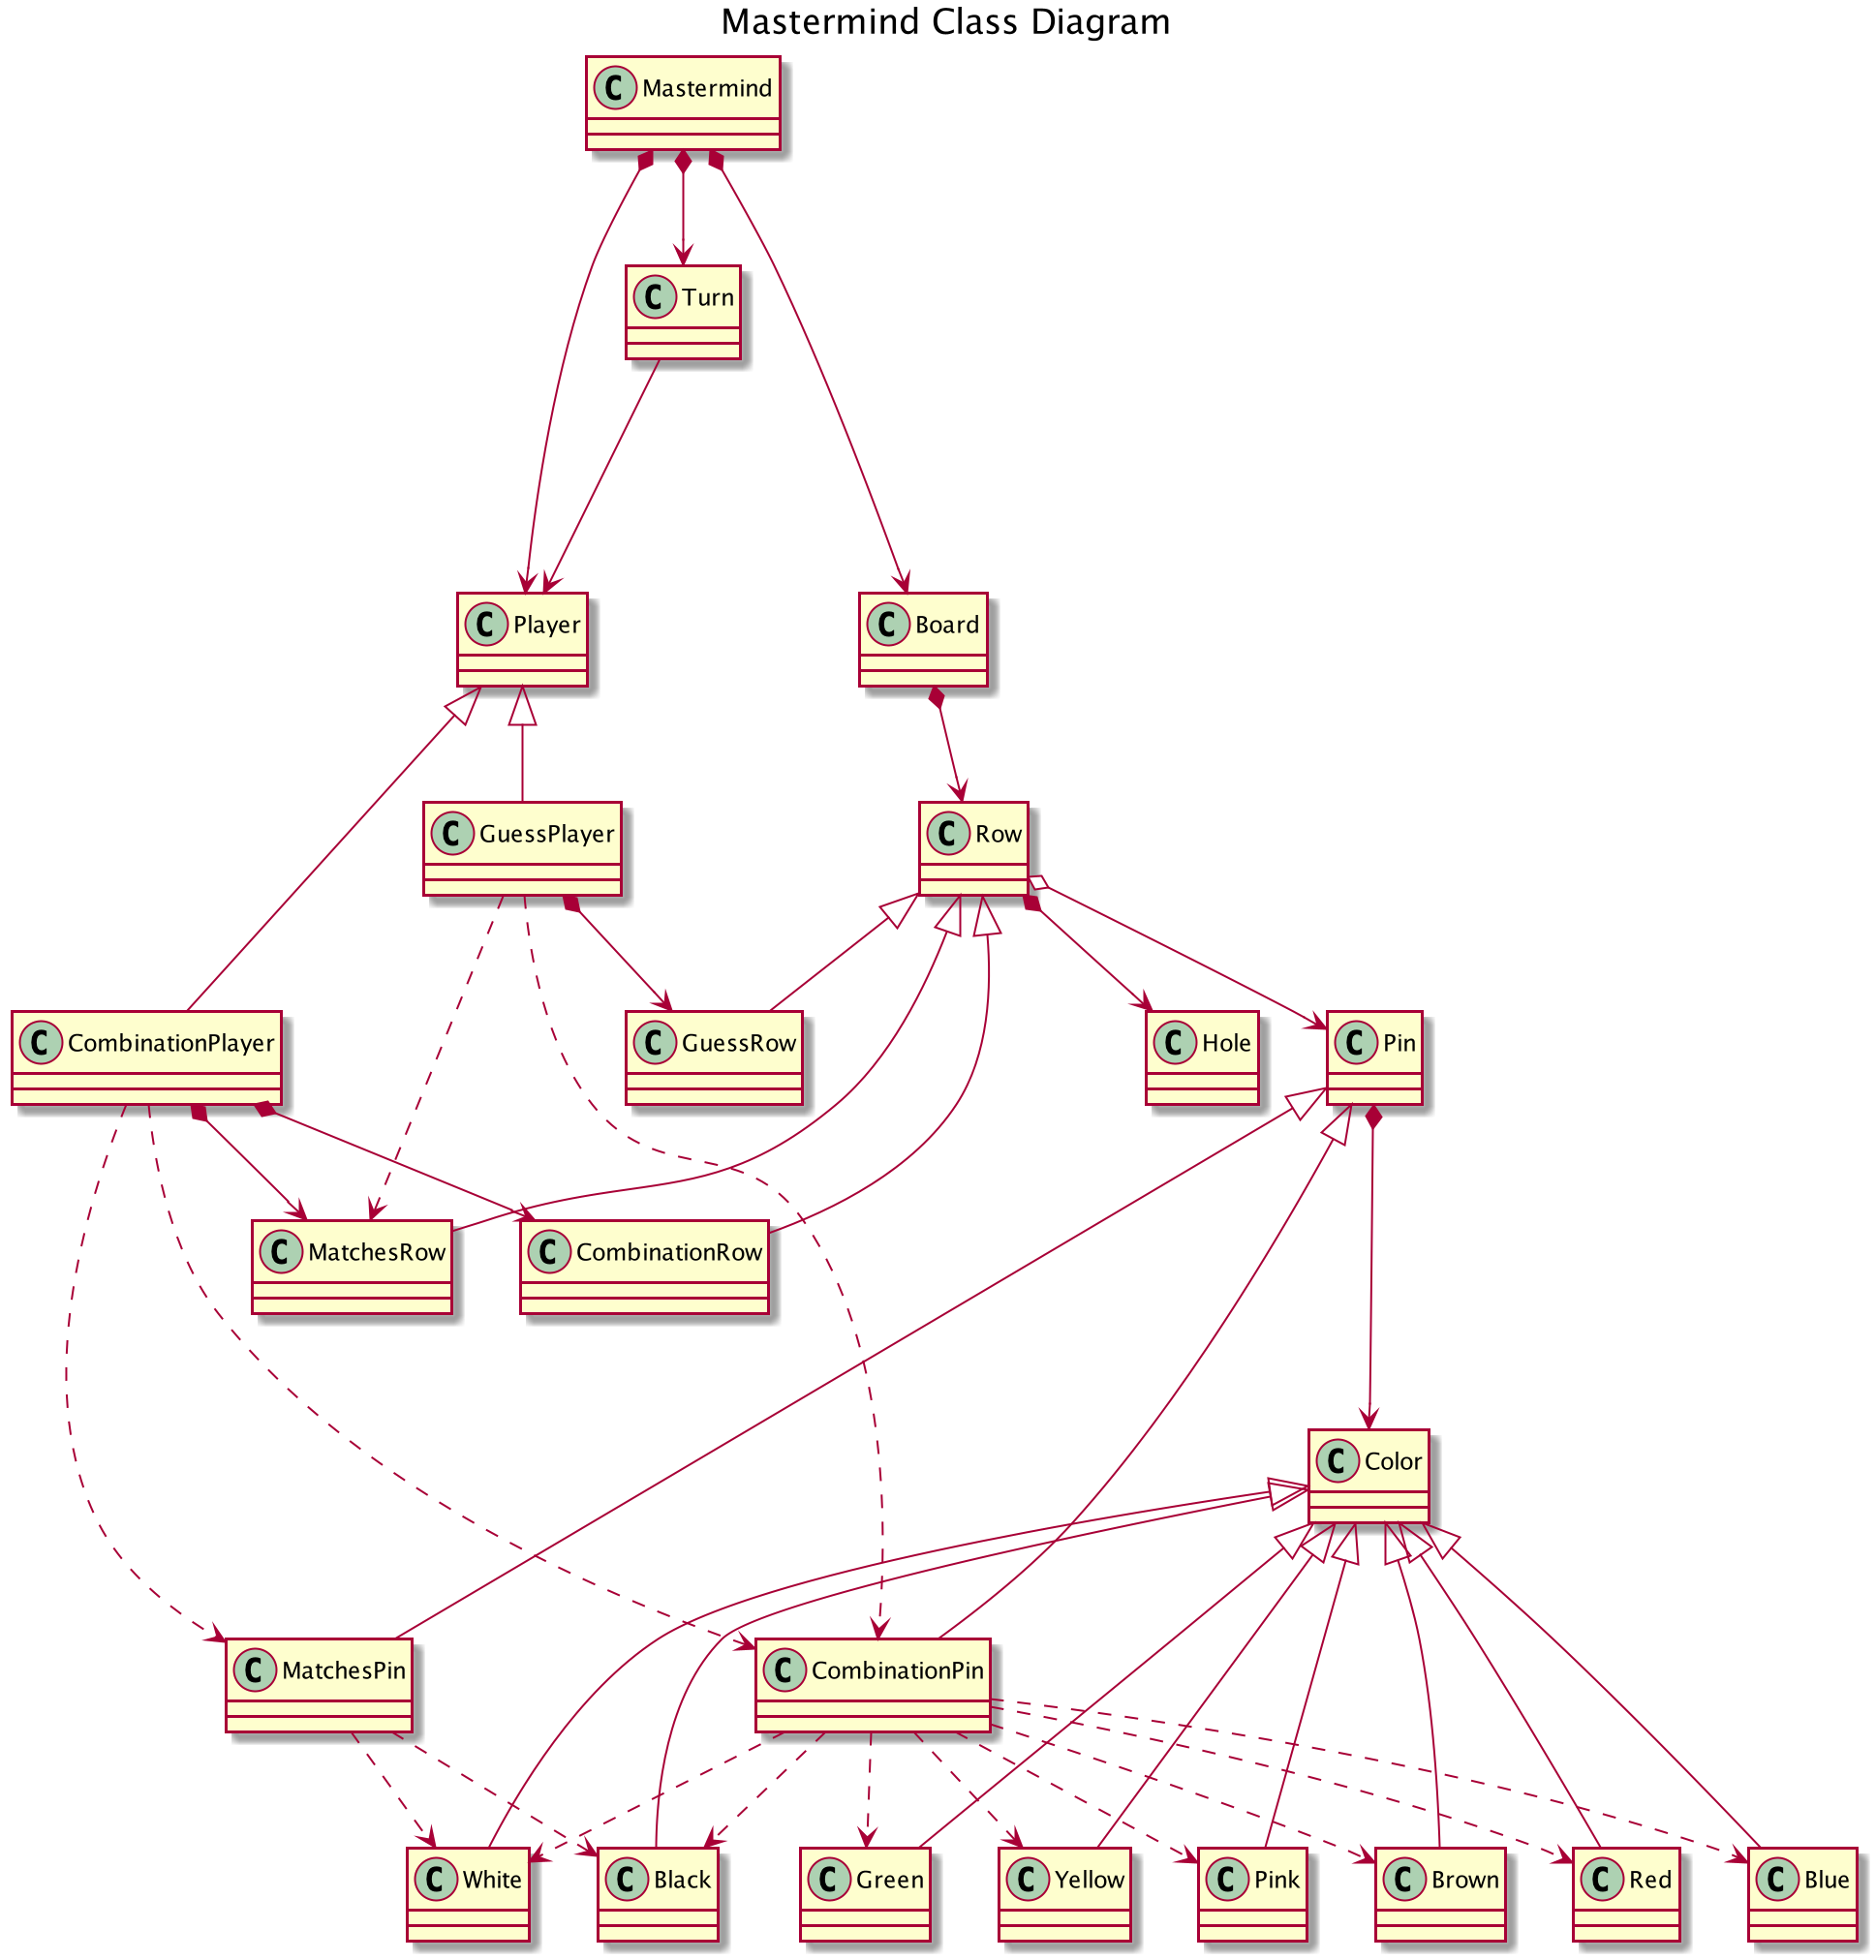 Mastermind Class Diagram
C Mastermind
C Turn
C Player
C Board
C GuessPlayer
C Row
C CombinationPlayer
C GuessRow
C Hole
C Pin
C MatchesRow
C CombinationRow
C Color
C MatchesPin
C CombinationPin
C White
C Black
C Green
C Yellow
C Pink
C Brown
C Red
C Blue